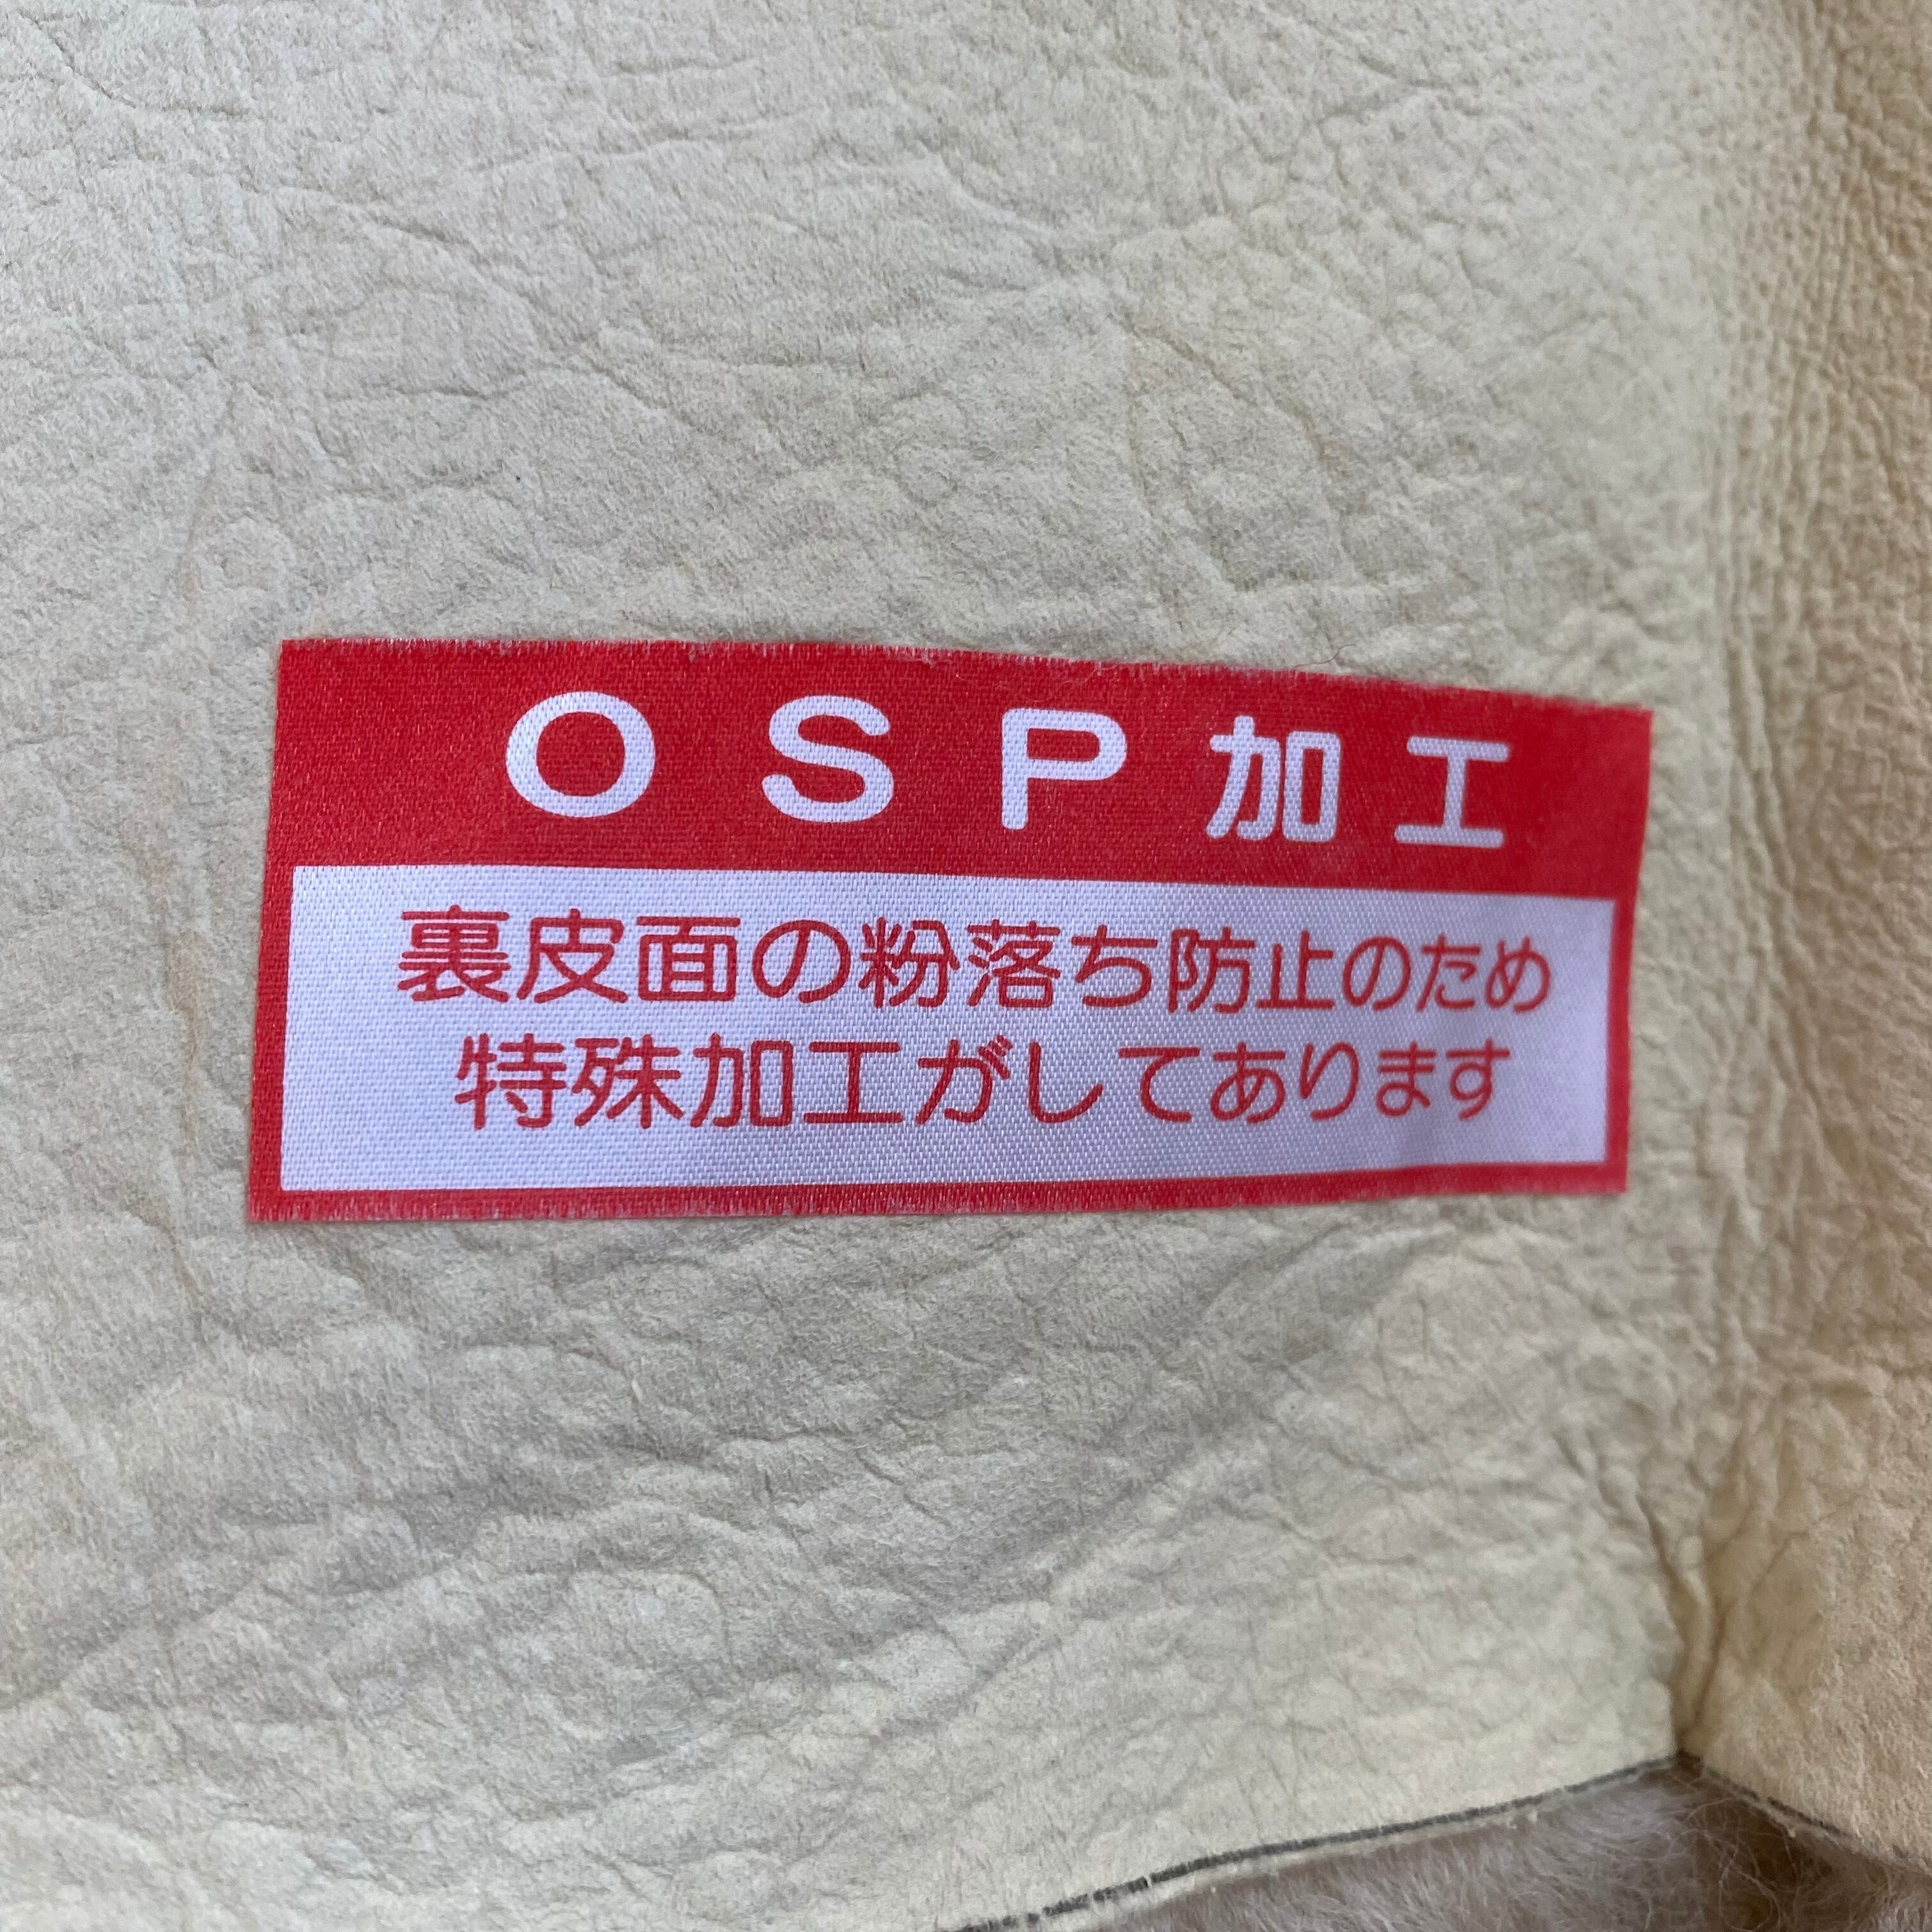 OSP加工
裏皮面の粉落ち防止のため
特殊加工がしてあります